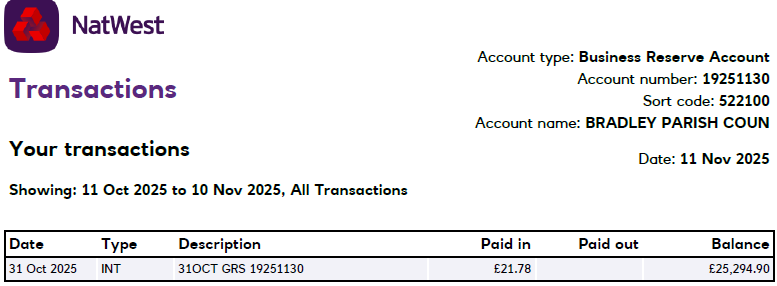 NatWest
Account type: Business Reserve Account
Account number: 19251130
Transactions
Sort code: 522100
Account name: BRADLEY PARISH COUN
Your transactions
Date: 11 Nov 2025
Showing: 11 Oct 2025 to 10 Nov 2025, All Transactions
Date Type Description Paid in Paid out Balance
31 Oct 2025 INT 31OCT GRS 19251130 £21.78 £25,294.90